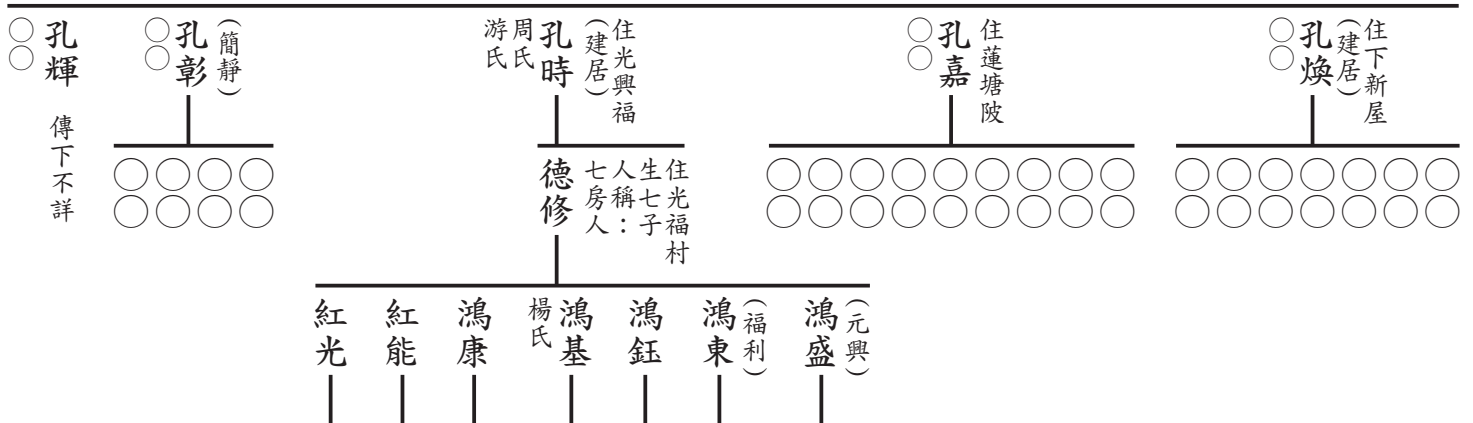 住下新屋
孔煥(建居)
○○
住蓮塘陂
孔嘉
○○
住光興福
(建居)
孔時
周氏
游氏
(簡靜)
孔彰
○○
孔輝
○○
傳下不詳
○○○○○○○
○○○○○○○
○○○○○○○○○
○○○○○○○○○
住光福村
生七子
人稱：
七房人
德修
○○○○
○○○○
(元興)
鴻盛
(福利)
鴻東
鴻鈺
鴻基
楊氏
鴻康
紅能
紅光